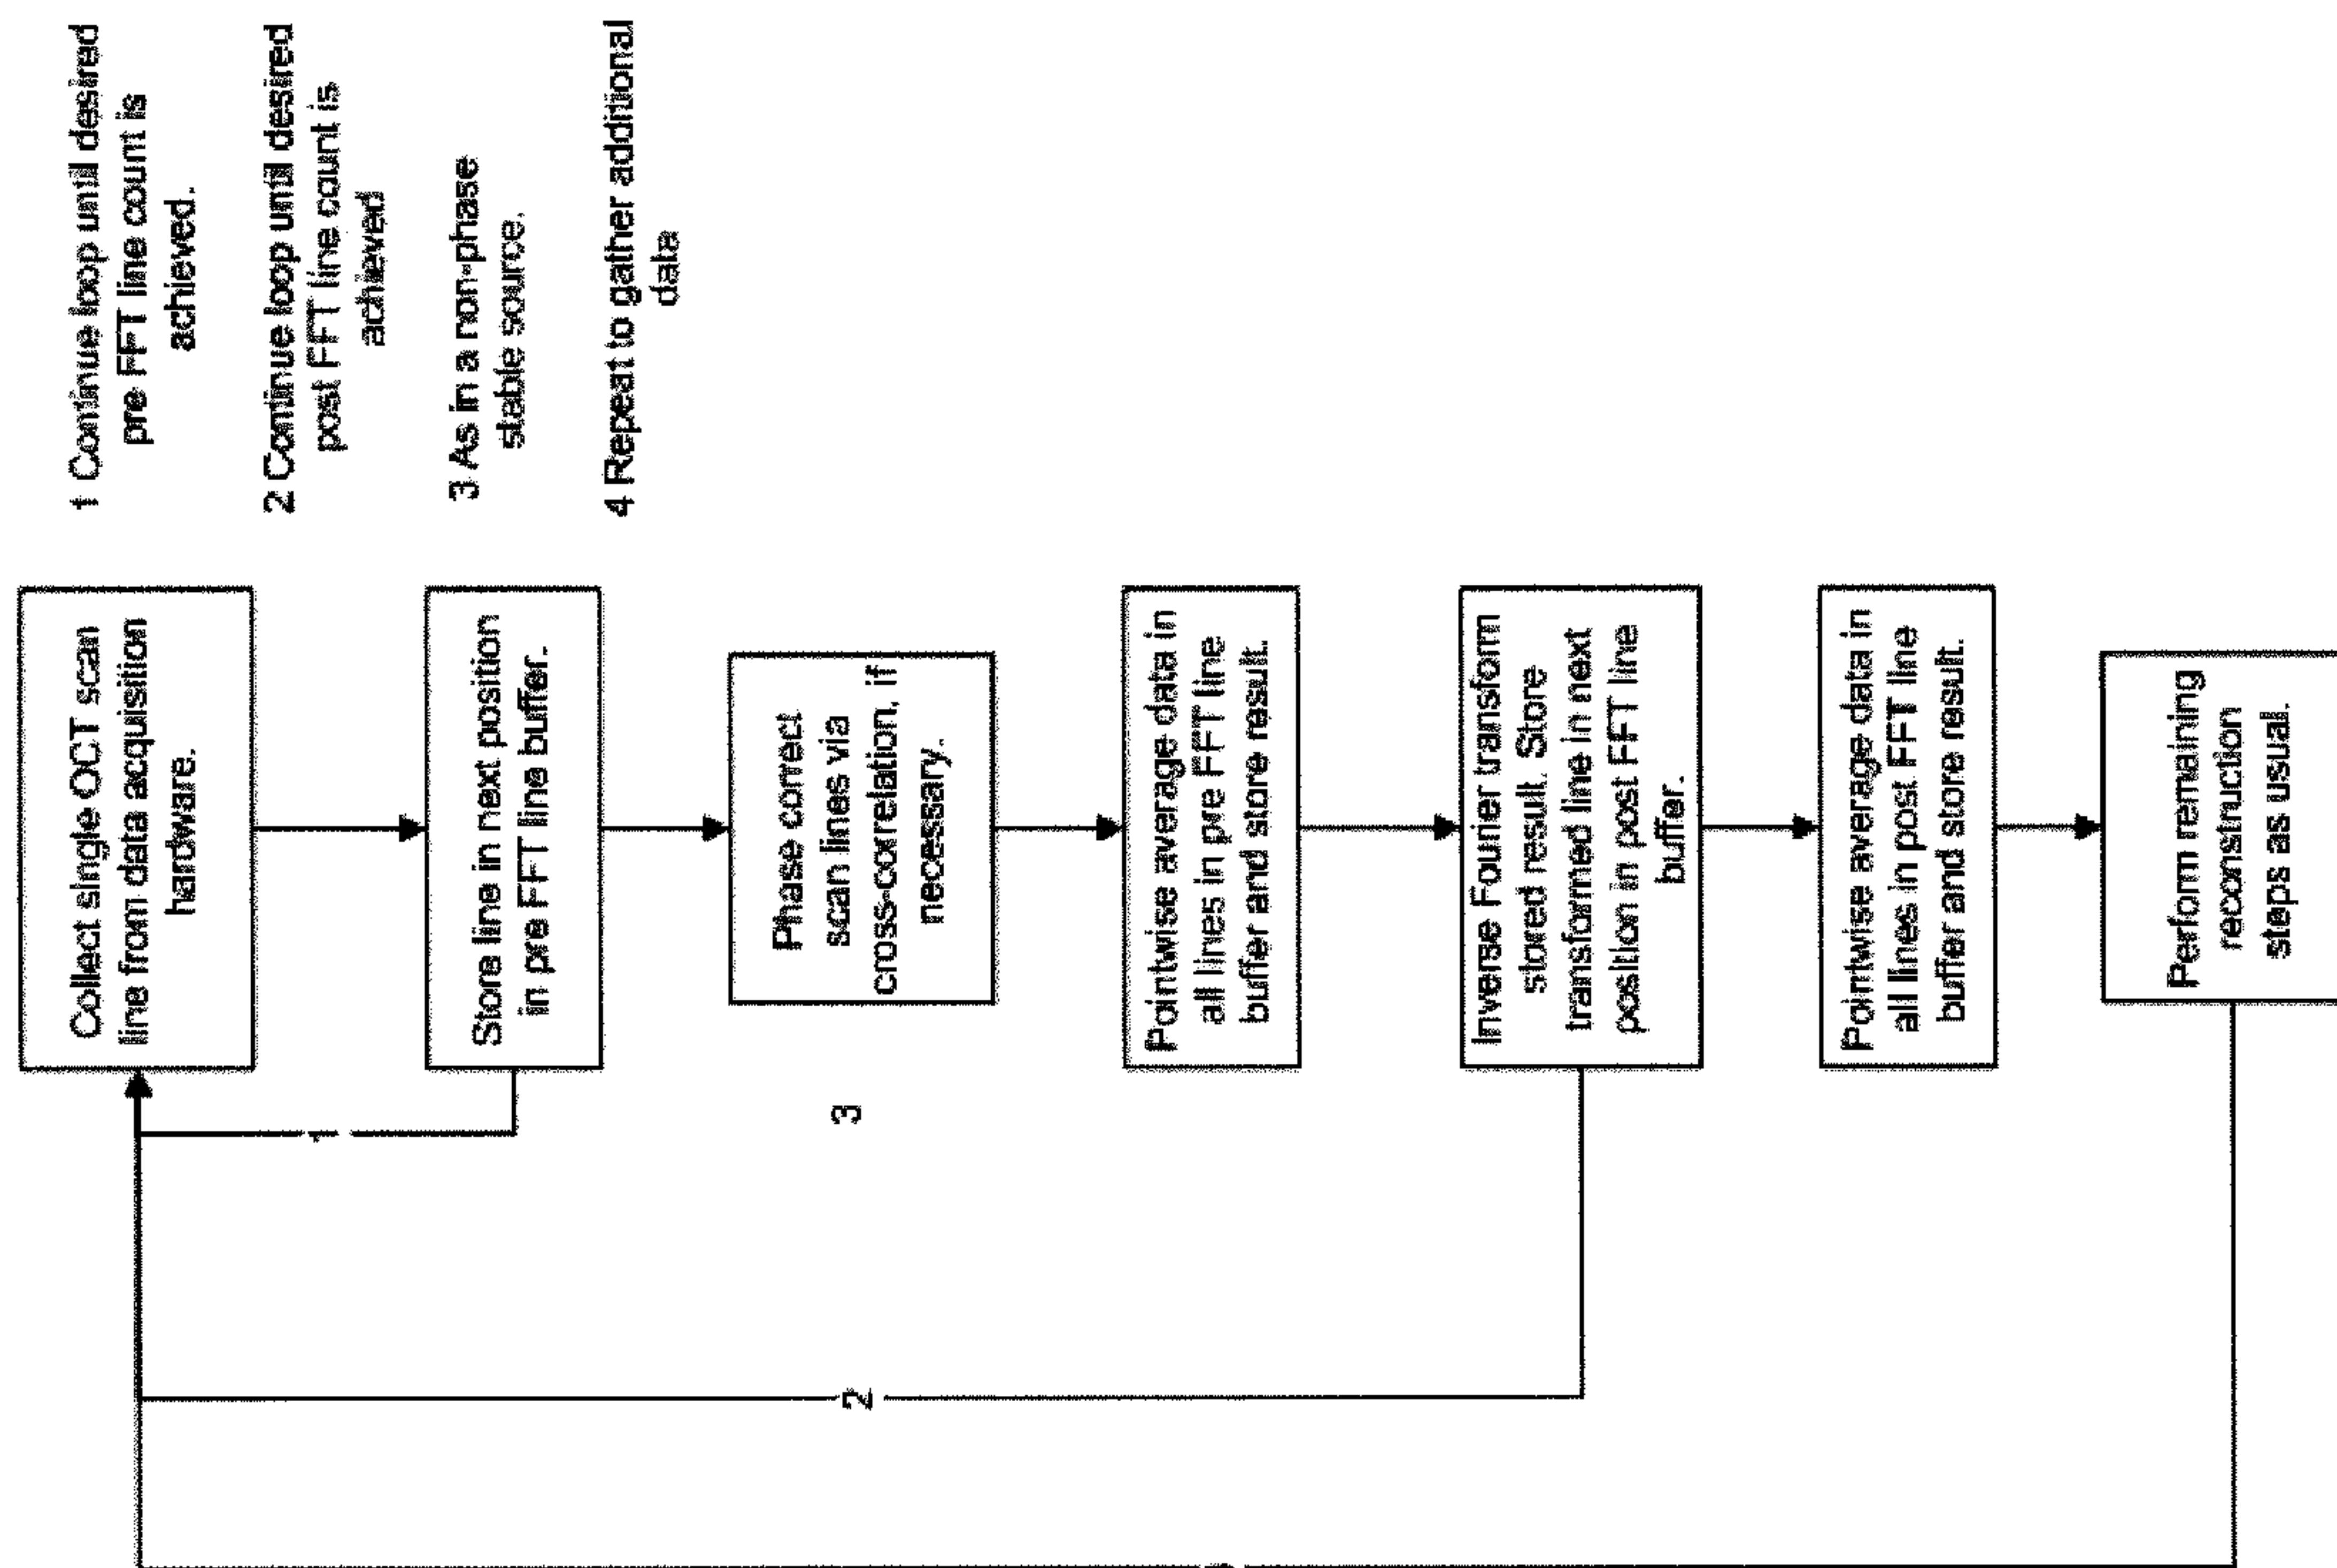 Collect single OCT scan
line from data acquisition
hardware.
Store line in next position
in pre FFT line buffer.
Phase correct
scan lines via
cross-correlation, if
necessary.
Pointwise average data in
all lines in pre FFT line
buffer and store result.
Inverse Fourier transfom
stored result. Store
transformed line in next
position in post FFT line
buffer.
Pointwise average data in
all lines in post FFT line
buffer and store result.
Perfom remaining
reconstruction
steps as usual.
1
2
3
1 Continue loop until desired
pre FFT line count is
achieved.
2 Continue loop until desired
post FFT line count is
achieved
3 As in a non-phase
stable source.
4 Repeat to gather additional
data